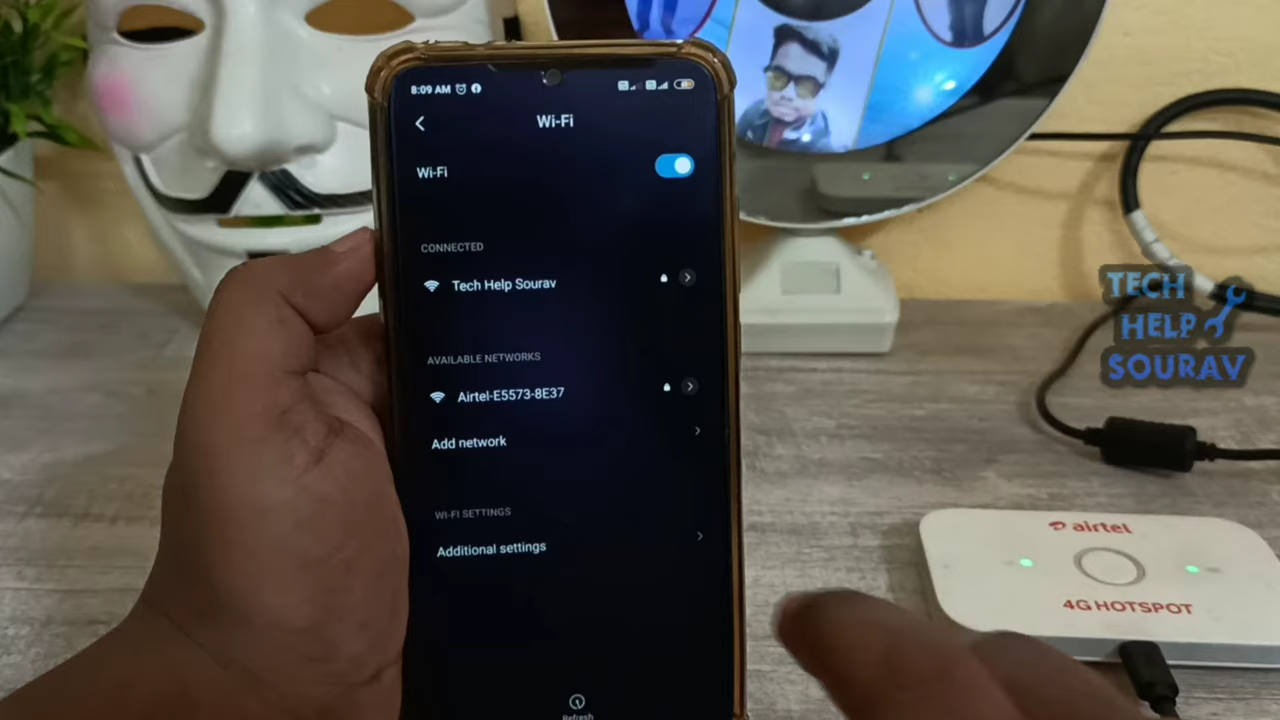 8:09 AM
Wi-Fi
Wi-Fi
CONNECTED
Tech Help Sourav
AVAILABLE NETWORKS
Airtel-E5573-8E37
Add network
WI-FI SETTINGS
Additional settings
Refresh
TECH
HELP
SOURAV
airtel
4G HOTSPOT